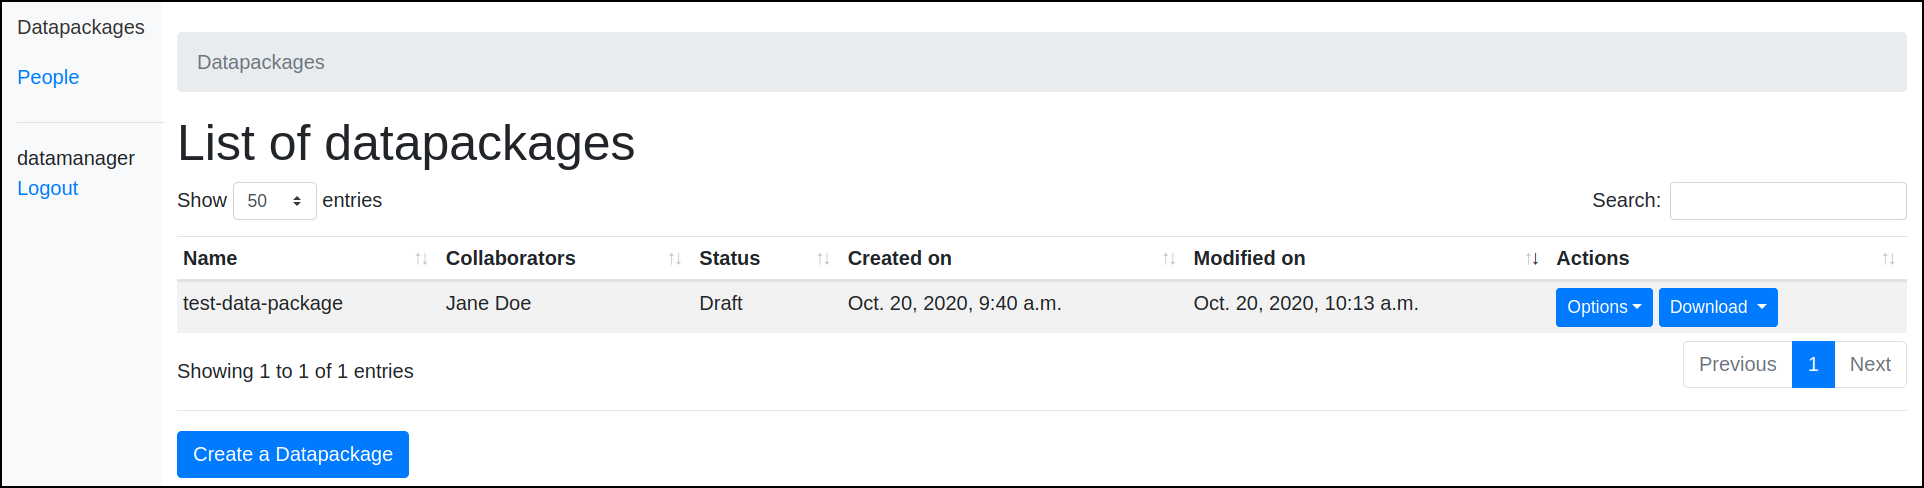 Datapackages
People
datamanager
Logout
Datapackages
List of datapackages
Show 50 entries
Search:
Name Collaborators Status Created on Modified on Actions
test-data-package Jane Doe Draft Oct. 20, 2020, 9:40 a.m. Oct. 20, 2020, 10:13 a.m. Options Download
Showing 1 to 1 of 1 entries
Previous 1 Next
Create a Datapackage